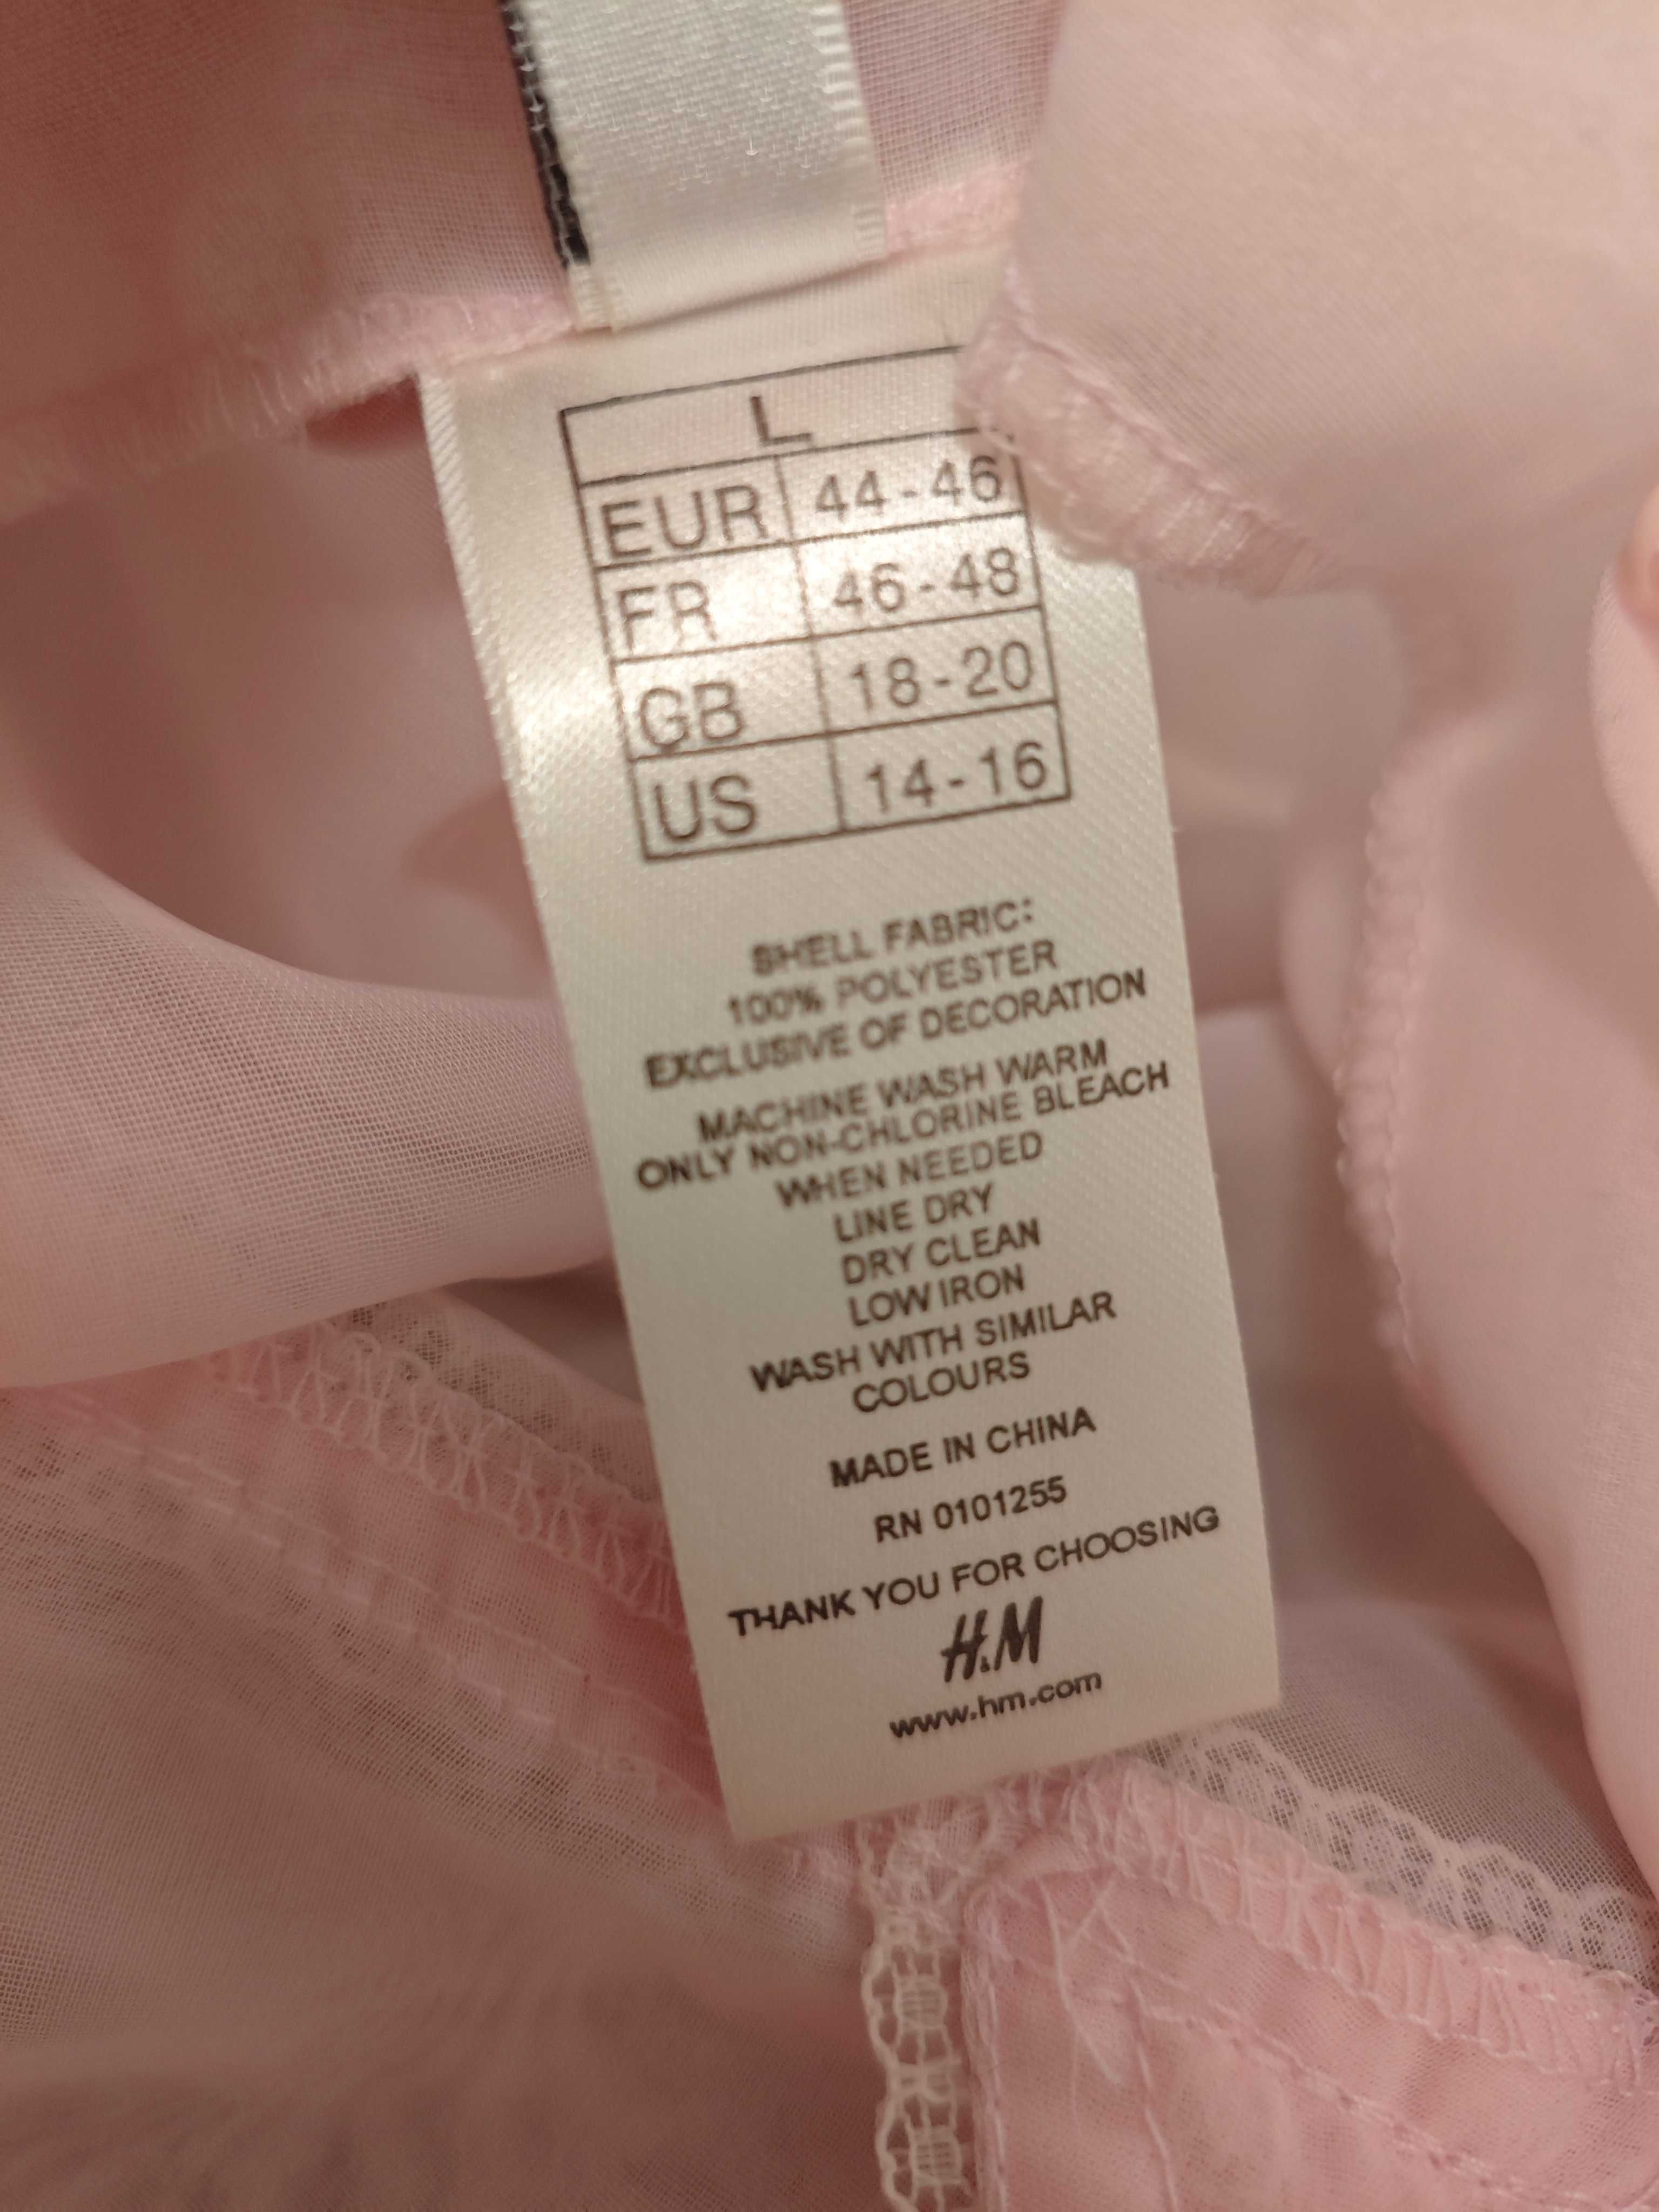 L
EUR 44-46
FR 46-48
GB 18-20
US 14-16
SHELL FABRIC:
100% POLYESTER
EXCLUSIVE OF DECORATION
MACHINE WASH WARM
ONLY NON-CHLORINE BLEACH
WHEN NEEDED
LINE DRY
DRY CLEAN
LOW IRON
WASH WITH SIMILAR
COLOURS
MADE IN CHINA
RN 0101255
THANK YOU FOR CHOOSING
H&M
www.hm.com